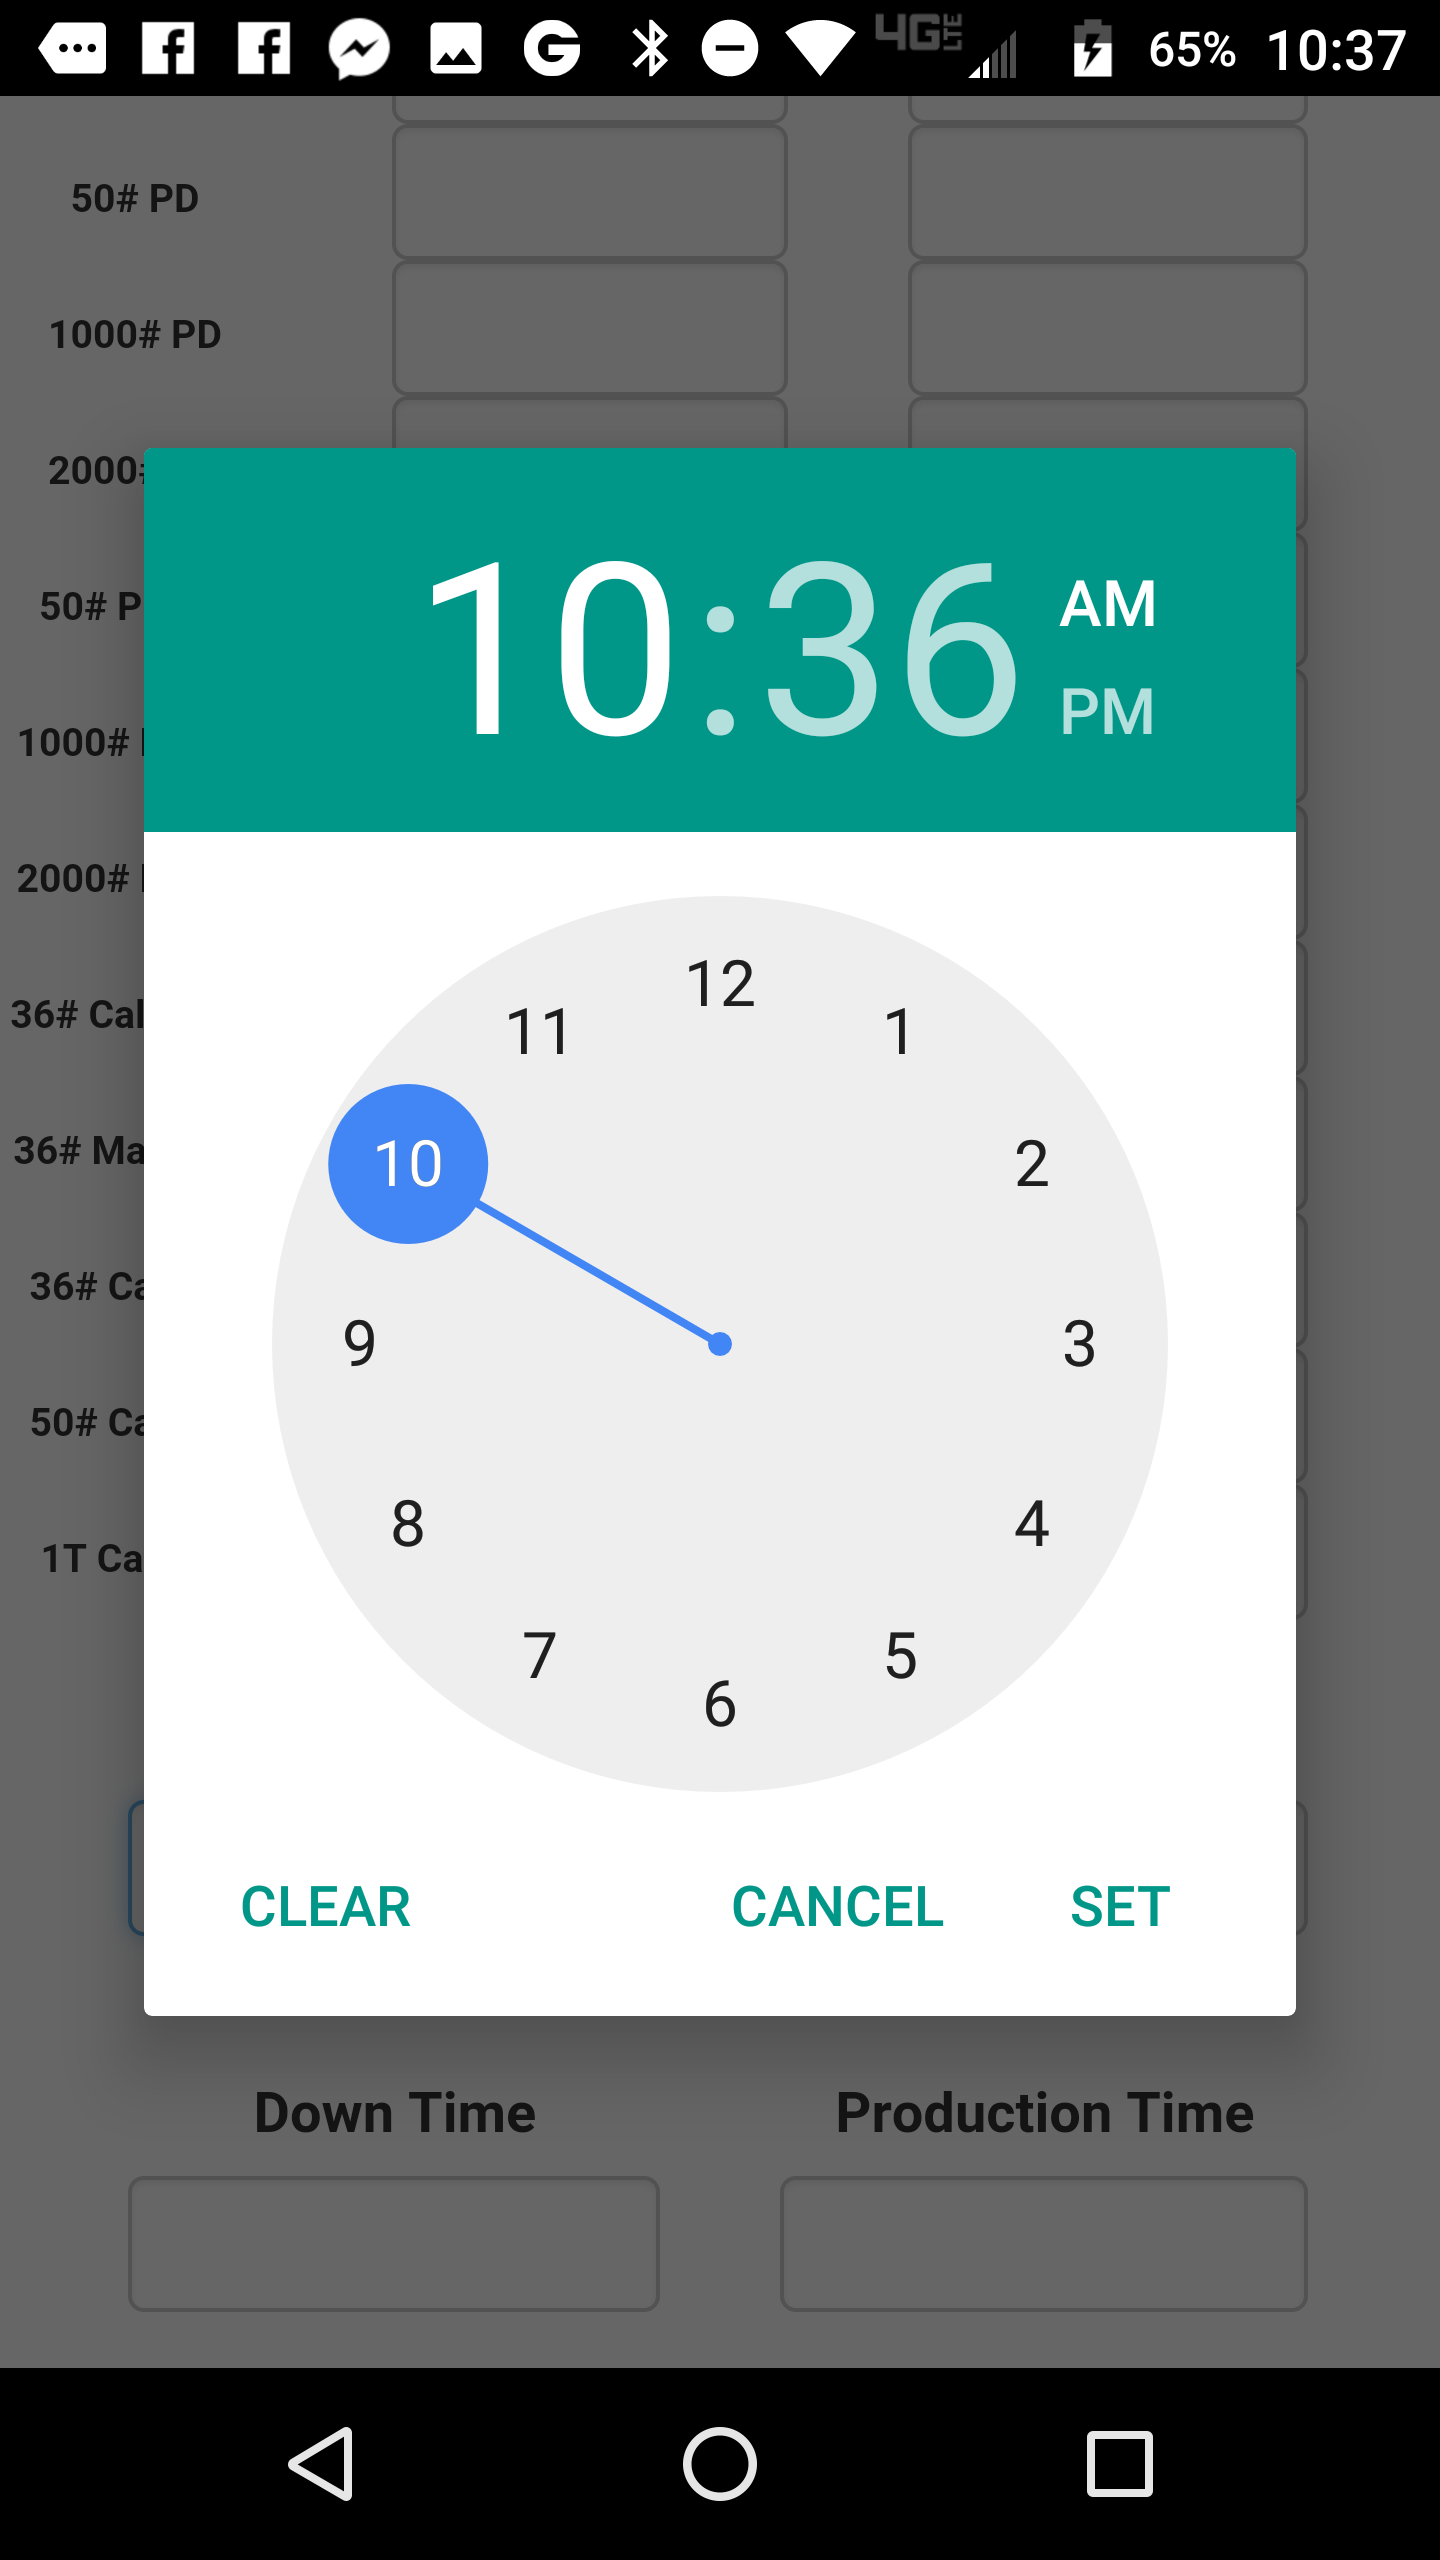 4G LTE 65% 10:37
50# PD
1000# PD
2000#
50# P
1000#
2000#
36# Cal
36# Ma
36# Ca
50# Ca
1T Ca
10:36 AM
PM
12
11 1
10 2
9 3
8 4
7 5
6
CLEAR CANCEL SET
Down Time Production Time